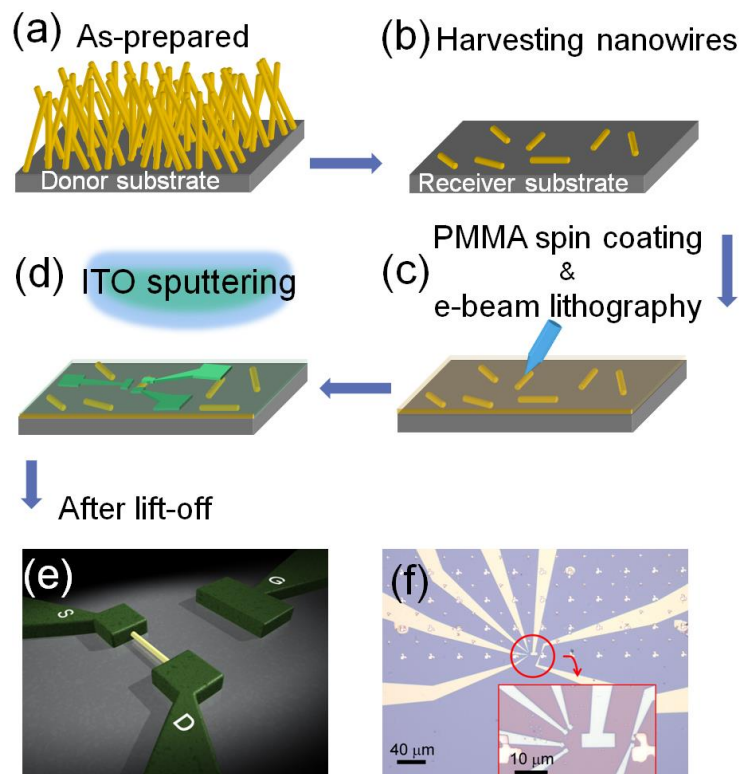 (a) As-prepared
Donor substrate
(b) Harvesting nanowires
Receiver substrate
PMMA spin coating
(c) &
e-beam lithography
(d) ITO sputtering
After lift-off
(e)
S
G
D
(f)
40 μm
10 μm